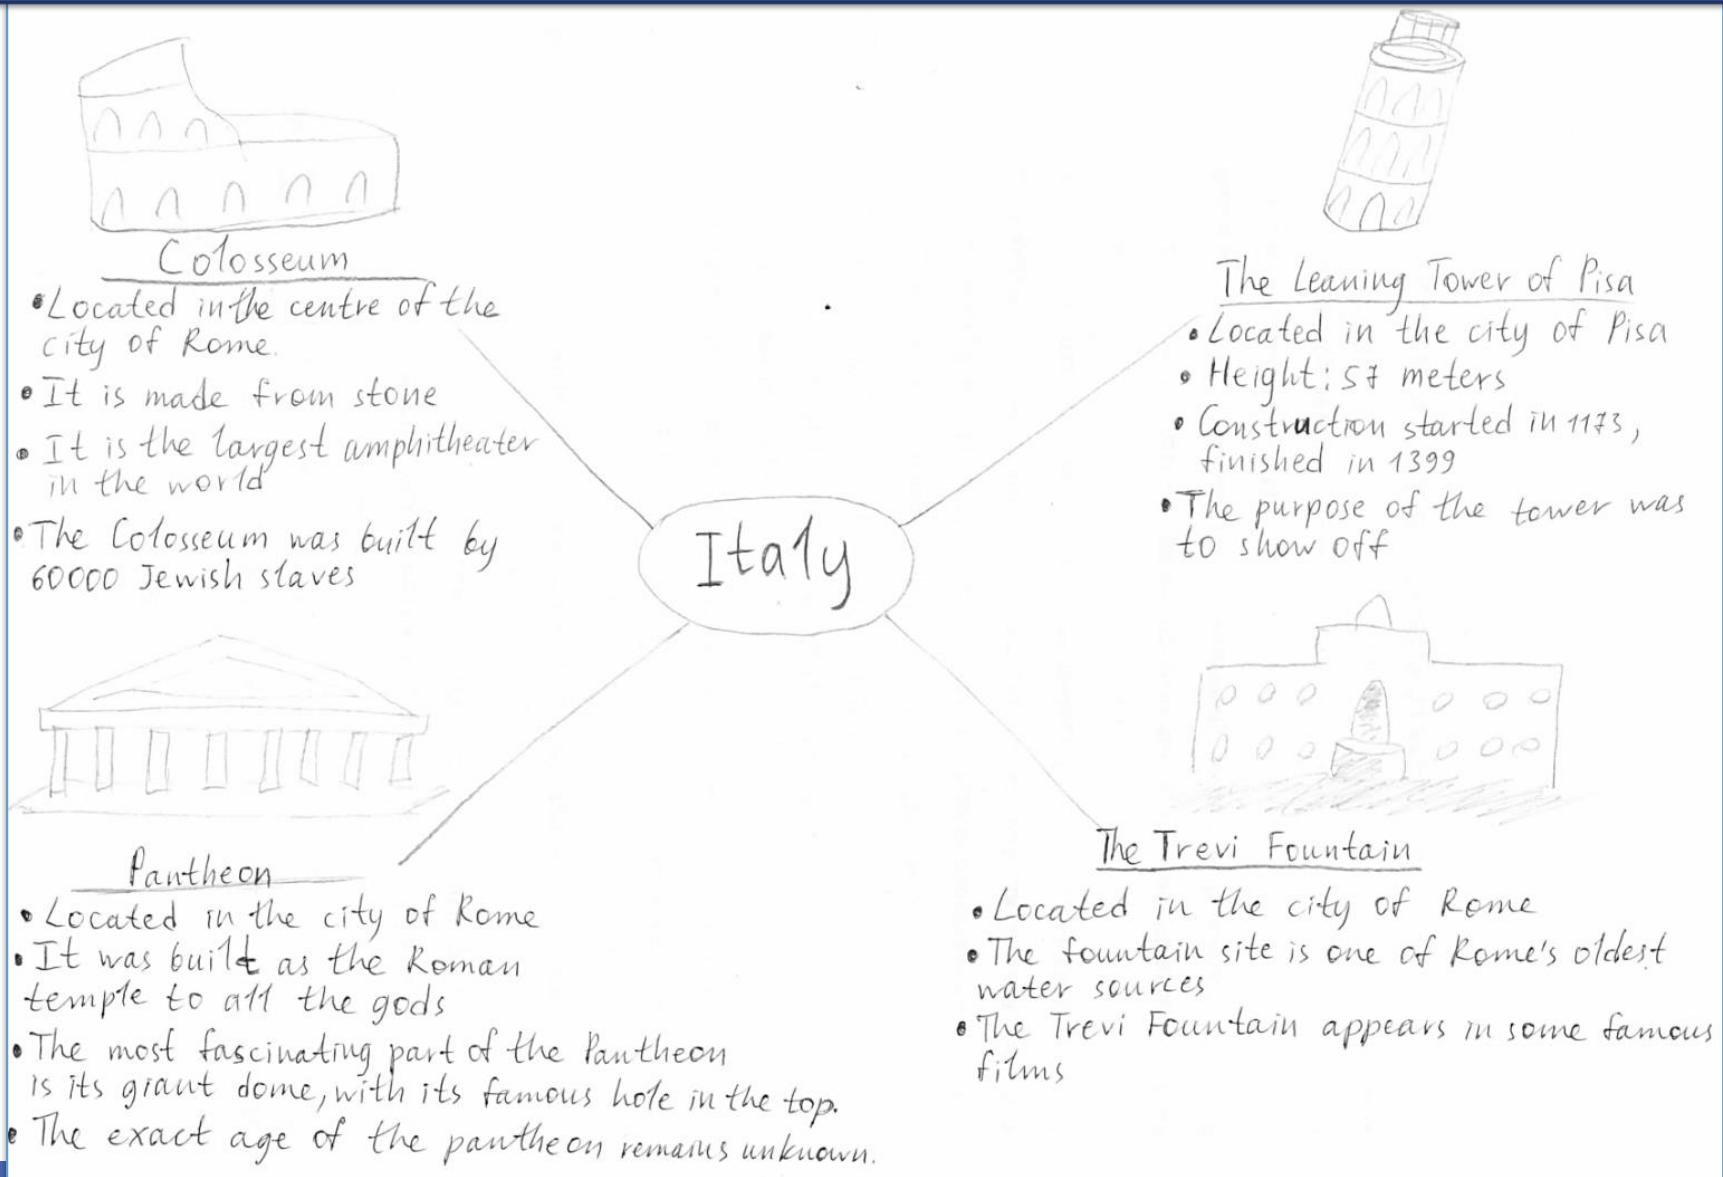 Colosseum
• Located in the centre of the
city of Rome.
• It is made from stone
• It is the largest amphitheater
in the world
• The Colosseum was built by
60000 Jewish slaves
The Leaning Tower of Pisa
• Located in the city of Pisa
• Height: 57 meters
• Construction started in 1173,
finished in 1399
• The purpose of the tower was
to show off
Italy
Pantheon
• Located in the city of Rome
• It was built as the Roman
temple to all the gods
• The most fascinating part of the Pantheon
is its giant dome, with its famous hole in the top.
• The exact age of the pantheon remains unknown.
The Trevi Fountain
• Located in the city of Rome
• The fountain site is one of Rome's oldest
water sources
• The Trevi Fountain appears in some famous
films